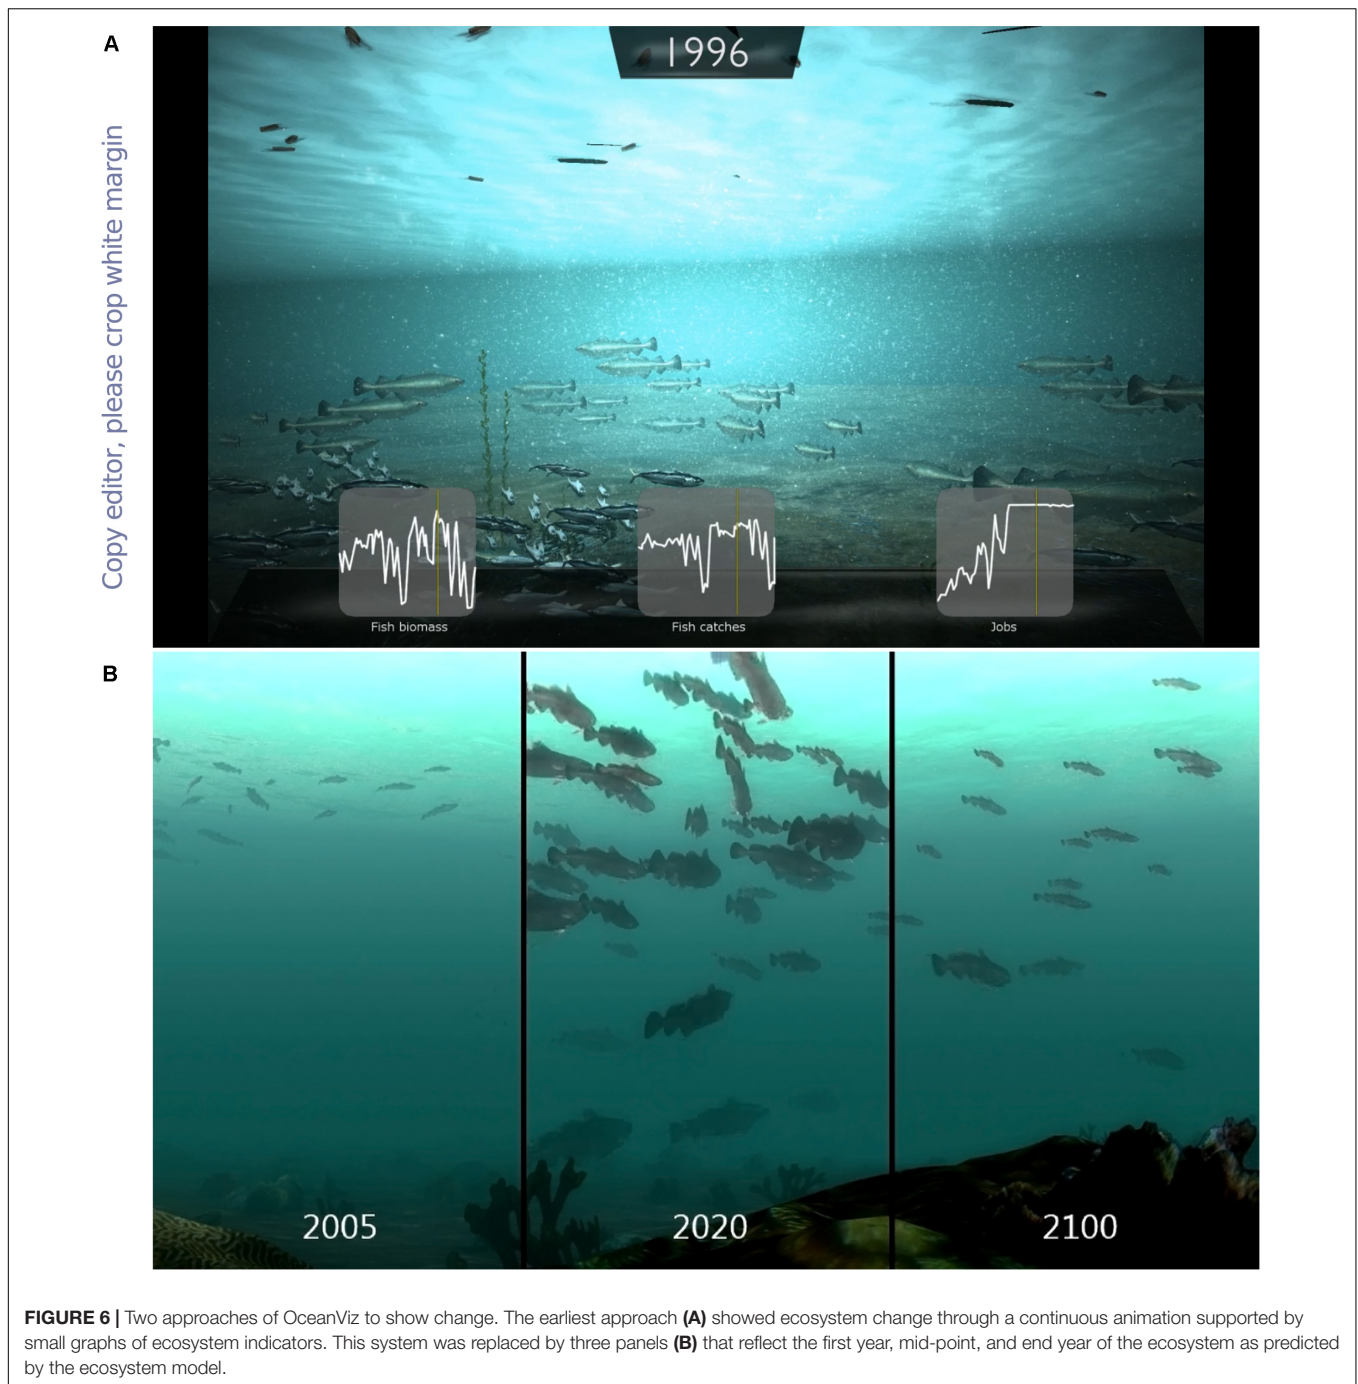 A
1996
Copy editor, please crop white margin
Fish biomass
Fish catches
Jobs
B
2005
2020
2100
FIGURE 6 | Two approaches of OceanViz to show change. The earliest approach (A) showed ecosystem change through a continuous animation supported by
small graphs of ecosystem indicators. This system was replaced by three panels (B) that reflect the first year, mid-point, and end year of the ecosystem as predicted
by the ecosystem model.